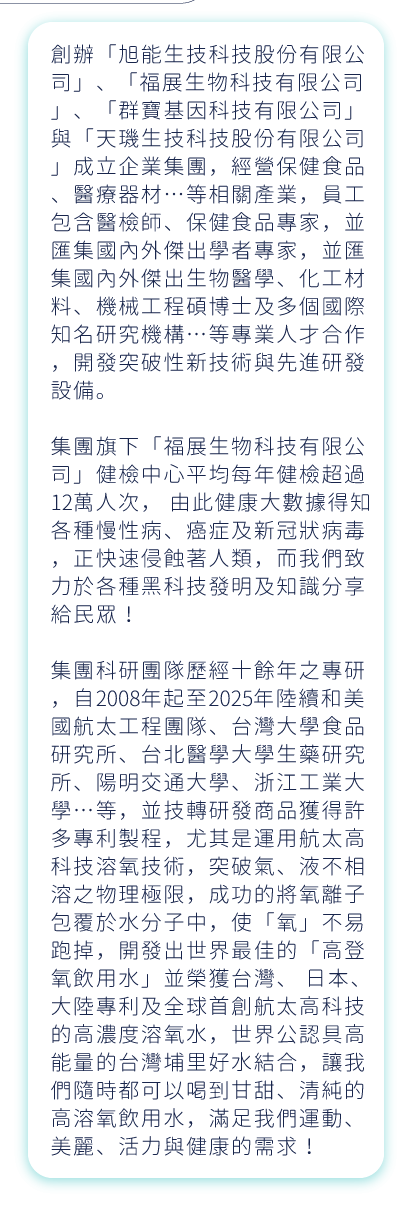 創辦「旭能生技科技股份有限公
司」、「福展生物科技有限公司
」、「群寶基因科技有限公司」
與「天璣生技科技股份有限公司
」成立企業集團，經營保健食品
、醫療器材…等相關產業，員工
包含醫檢師、保健食品專家，並
匯集國內外傑出學者專家，並匯
集國內外傑出生物醫學、化工材
料、機械工程碩博士及多個國際
知名研究機構…等專業人才合作
，開發突破性新技術與先進研發
設備。
集團旗下「福展生物科技有限公
司」健檢中心平均每年健檢超過
12萬人次， 由此健康大數據得知
各種慢性病、癌症及新冠狀病毒
，正快速侵蝕著人類，而我們致
力於各種黑科技發明及知識分享
給民眾！
集團科研團隊歷經十餘年之專研
，自2008年起至2025年陸續和美
國航太工程團隊、台灣大學食品
研究所、台北醫學大學生藥研究
所、陽明交通大學、浙江工業大
學…等，並技轉研發商品獲得許
多專利製程，尤其是運用航太高
科技溶氧技術，突破氣、液不相
溶之物理極限，成功的將氧離子
包覆於水分子中，使「氧」不易
跑掉，開發出世界最佳的「高登
氧飲用水」並榮獲台灣、 日本、
大陸專利及全球首創航太高科技
的高濃度溶氧水，世界公認具高
能量的台灣埔里好水結合，讓我
們隨時都可以喝到甘甜、清純的
高溶氧飲用水，滿足我們運動、
美麗、活力與健康的需求！